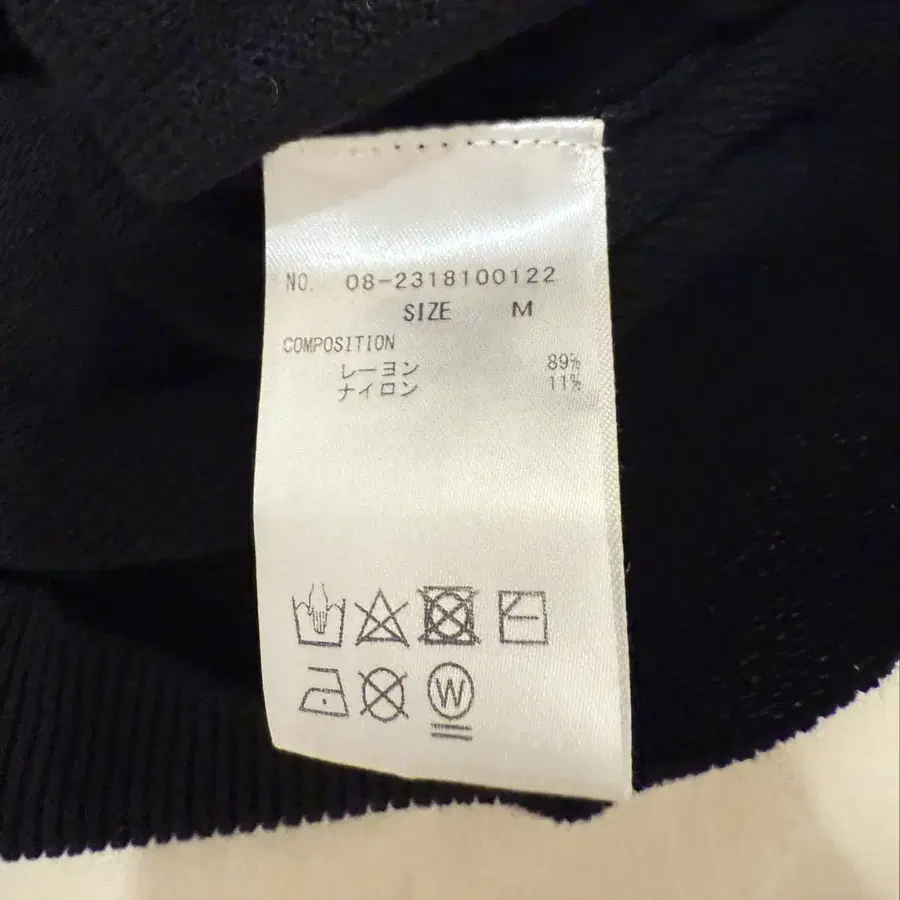 NO. 08-2318100122
SIZE M
COMPOSITION
レーヨン 89%
ナイロン 11%
W